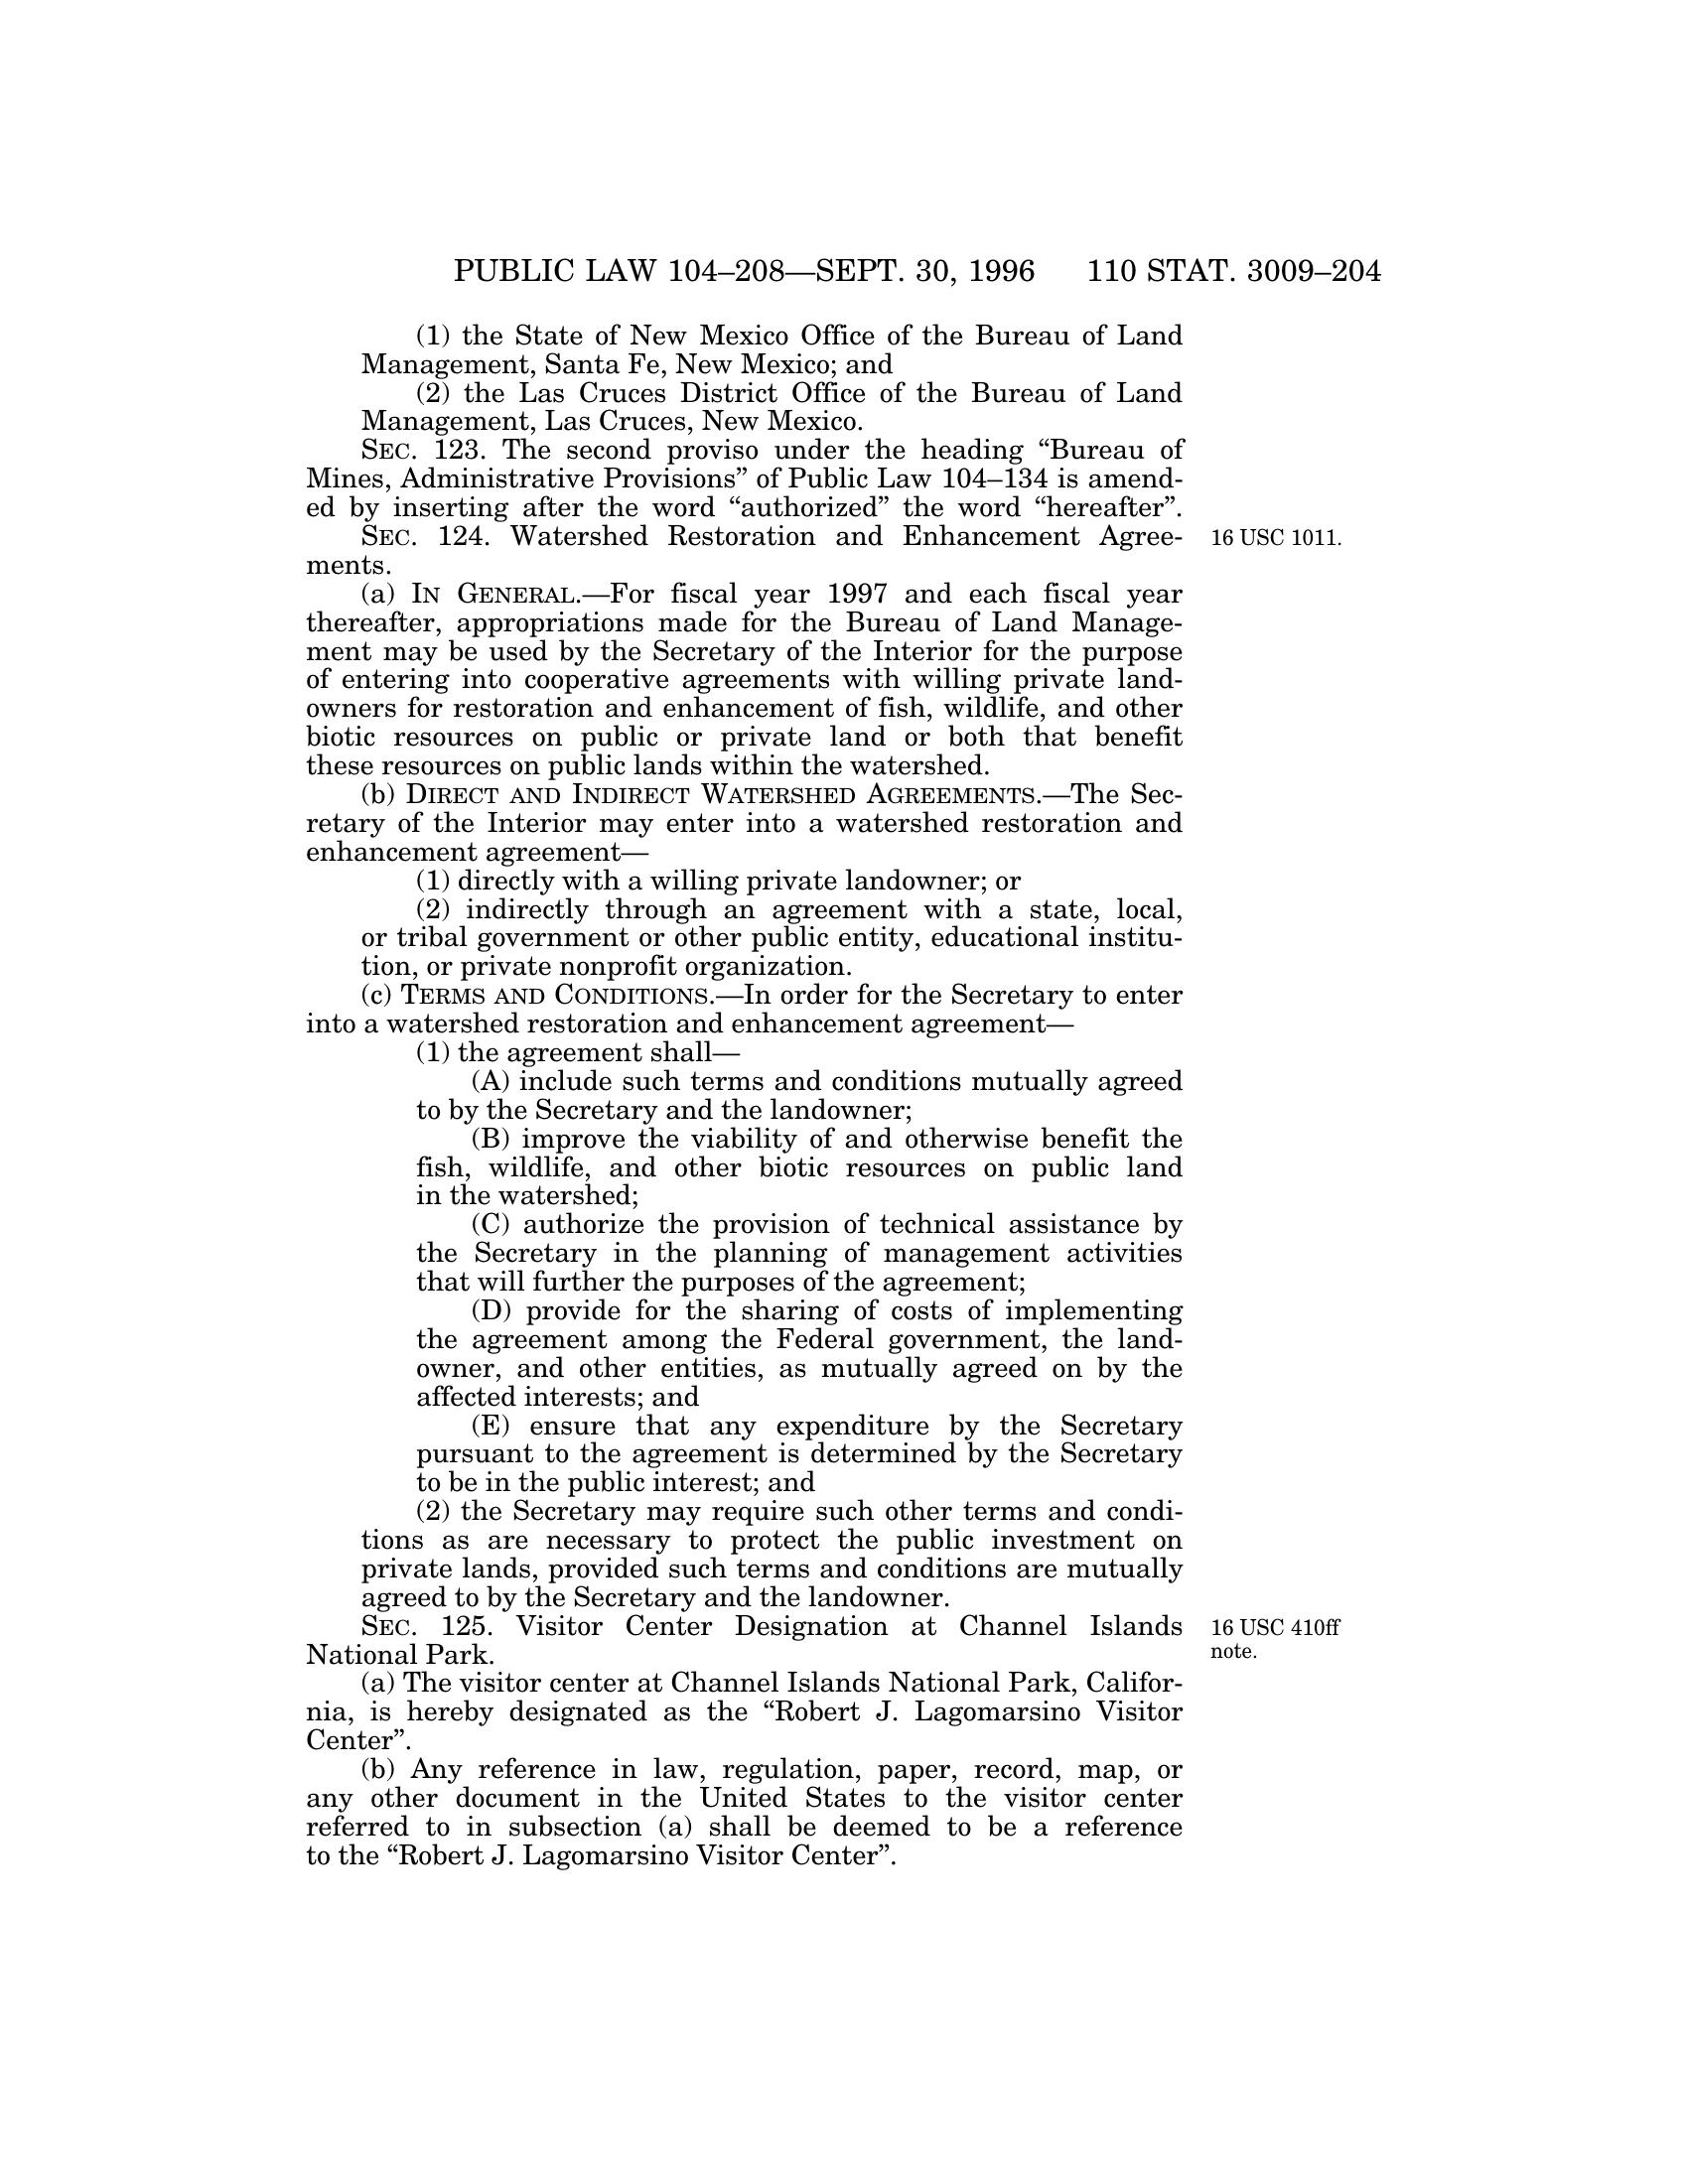 PUBLIC LAW 104–208—SEPT. 30, 1996 110 STAT. 3009–204
(1) the State of New Mexico Office of the Bureau of Land
Management, Santa Fe, New Mexico; and
(2) the Las Cruces District Office of the Bureau of Land
Management, Las Cruces, New Mexico.
SEC. 123. The second proviso under the heading “Bureau of
Mines, Administrative Provisions” of Public Law 104–134 is amend-
ed by inserting after the word “authorized” the word “hereafter”.
SEC. 124. Watershed Restoration and Enhancement Agree-
ments.
16 USC 1011.
(a) IN GENERAL.—For fiscal year 1997 and each fiscal year
thereafter, appropriations made for the Bureau of Land Manage-
ment may be used by the Secretary of the Interior for the purpose
of entering into cooperative agreements with willing private land-
owners for restoration and enhancement of fish, wildlife, and other
biotic resources on public or private land or both that benefit
these resources on public lands within the watershed.
(b) DIRECT AND INDIRECT WATERSHED AGREEMENTS.—The Sec-
retary of the Interior may enter into a watershed restoration and
enhancement agreement—
(1) directly with a willing private landowner; or
(2) indirectly through an agreement with a state, local,
or tribal government or other public entity, educational institu-
tion, or private nonprofit organization.
(c) TERMS AND CONDITIONS.—In order for the Secretary to enter
into a watershed restoration and enhancement agreement—
(1) the agreement shall—
(A) include such terms and conditions mutually agreed
to by the Secretary and the landowner;
(B) improve the viability of and otherwise benefit the
fish, wildlife, and other biotic resources on public land
in the watershed;
(C) authorize the provision of technical assistance by
the Secretary in the planning of management activities
that will further the purposes of the agreement;
(D) provide for the sharing of costs of implementing
the agreement among the Federal government, the land-
owner, and other entities, as mutually agreed on by the
affected interests; and
(E) ensure that any expenditure by the Secretary
pursuant to the agreement is determined by the Secretary
to be in the public interest; and
(2) the Secretary may require such other terms and condi-
tions as are necessary to protect the public investment on
private lands, provided such terms and conditions are mutually
agreed to by the Secretary and the landowner.
SEC. 125. Visitor Center Designation at Channel Islands
National Park.
16 USC 410ff
note.
(a) The visitor center at Channel Islands National Park, Califor-
nia, is hereby designated as the “Robert J. Lagomarsino Visitor
Center”.
(b) Any reference in law, regulation, paper, record, map, or
any other document in the United States to the visitor center
referred to in subsection (a) shall be deemed to be a reference
to the “Robert J. Lagomarsino Visitor Center”.